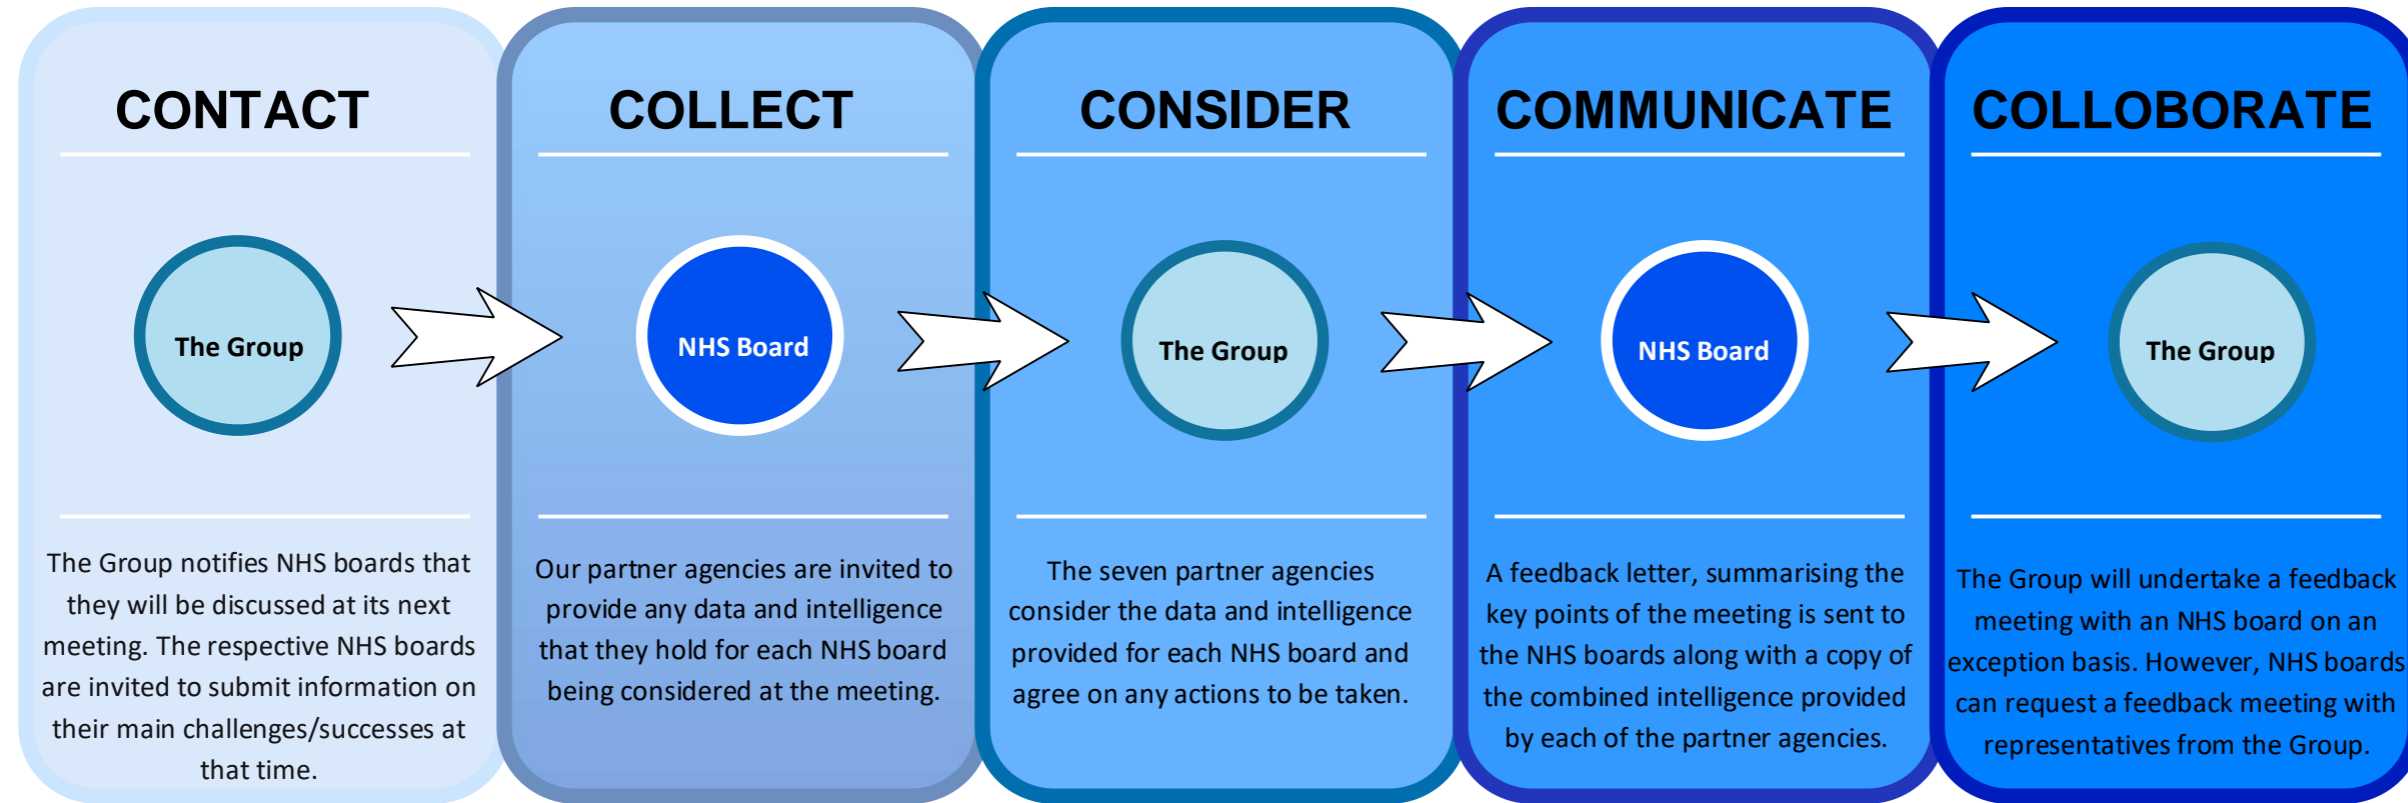 CONTACT
The Group
The Group notifies NHS boards that
they will be discussed at its next
meeting. The respective NHS boards
are invited to submit information on
their main challenges/successes at
that time.
COLLECT
NHS Board
Our partner agencies are invited to
provide any data and intelligence
that they hold for each NHS board
being considered at the meeting.
CONSIDER
The Group
The seven partner agencies
consider the data and intelligence
provided for each NHS board and
agree on any actions to be taken.
COMMUNICATE
NHS Board
A feedback letter, summarising the
key points of the meeting is sent to
the NHS boards along with a copy of
the combined intelligence provided
by each of the partner agencies.
COLLOBORATE
The Group
The Group will undertake a feedback
meeting with an NHS board on an
exception basis. However, NHS boards
can request a feedback meeting with
representatives from the Group.